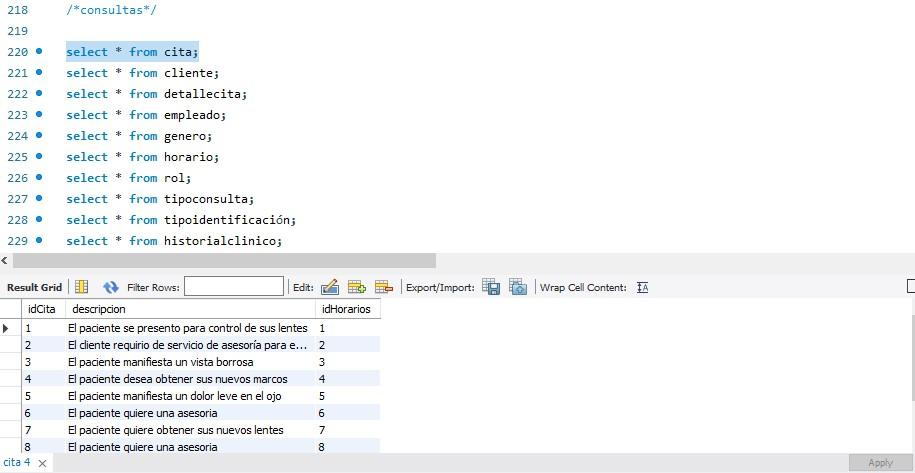 218 /*consultas*/
219
220 select * from cita;
221 select * from cliente;
222 select * from detallecita;
223 select * from empleado;
224 select * from genero;
225 select * from horario;
226 select * from rol;
227 select * from tipoconsulta;
228 select * from tipoidentificación;
229 select * from historialclinico;
Result Grid Filter Rows: Edit: Export/Import: Wrap Cell Content: IA
idCita descripcion idHorarios
1 El paciente se presento para control de sus lentes 1
2 El cliente requirio de servicio de asesoría para e... 2
3 El paciente manifiesta un vista borrosa 3
4 El paciente desea obtener sus nuevos marcos 4
5 El paciente manifiesta un dolor leve en el ojo 5
6 El paciente quiere una asesoria 6
7 El paciente quiere obtener sus nuevos lentes 7
8 El paciente quiere una asesoria 8
cita 4 Apply